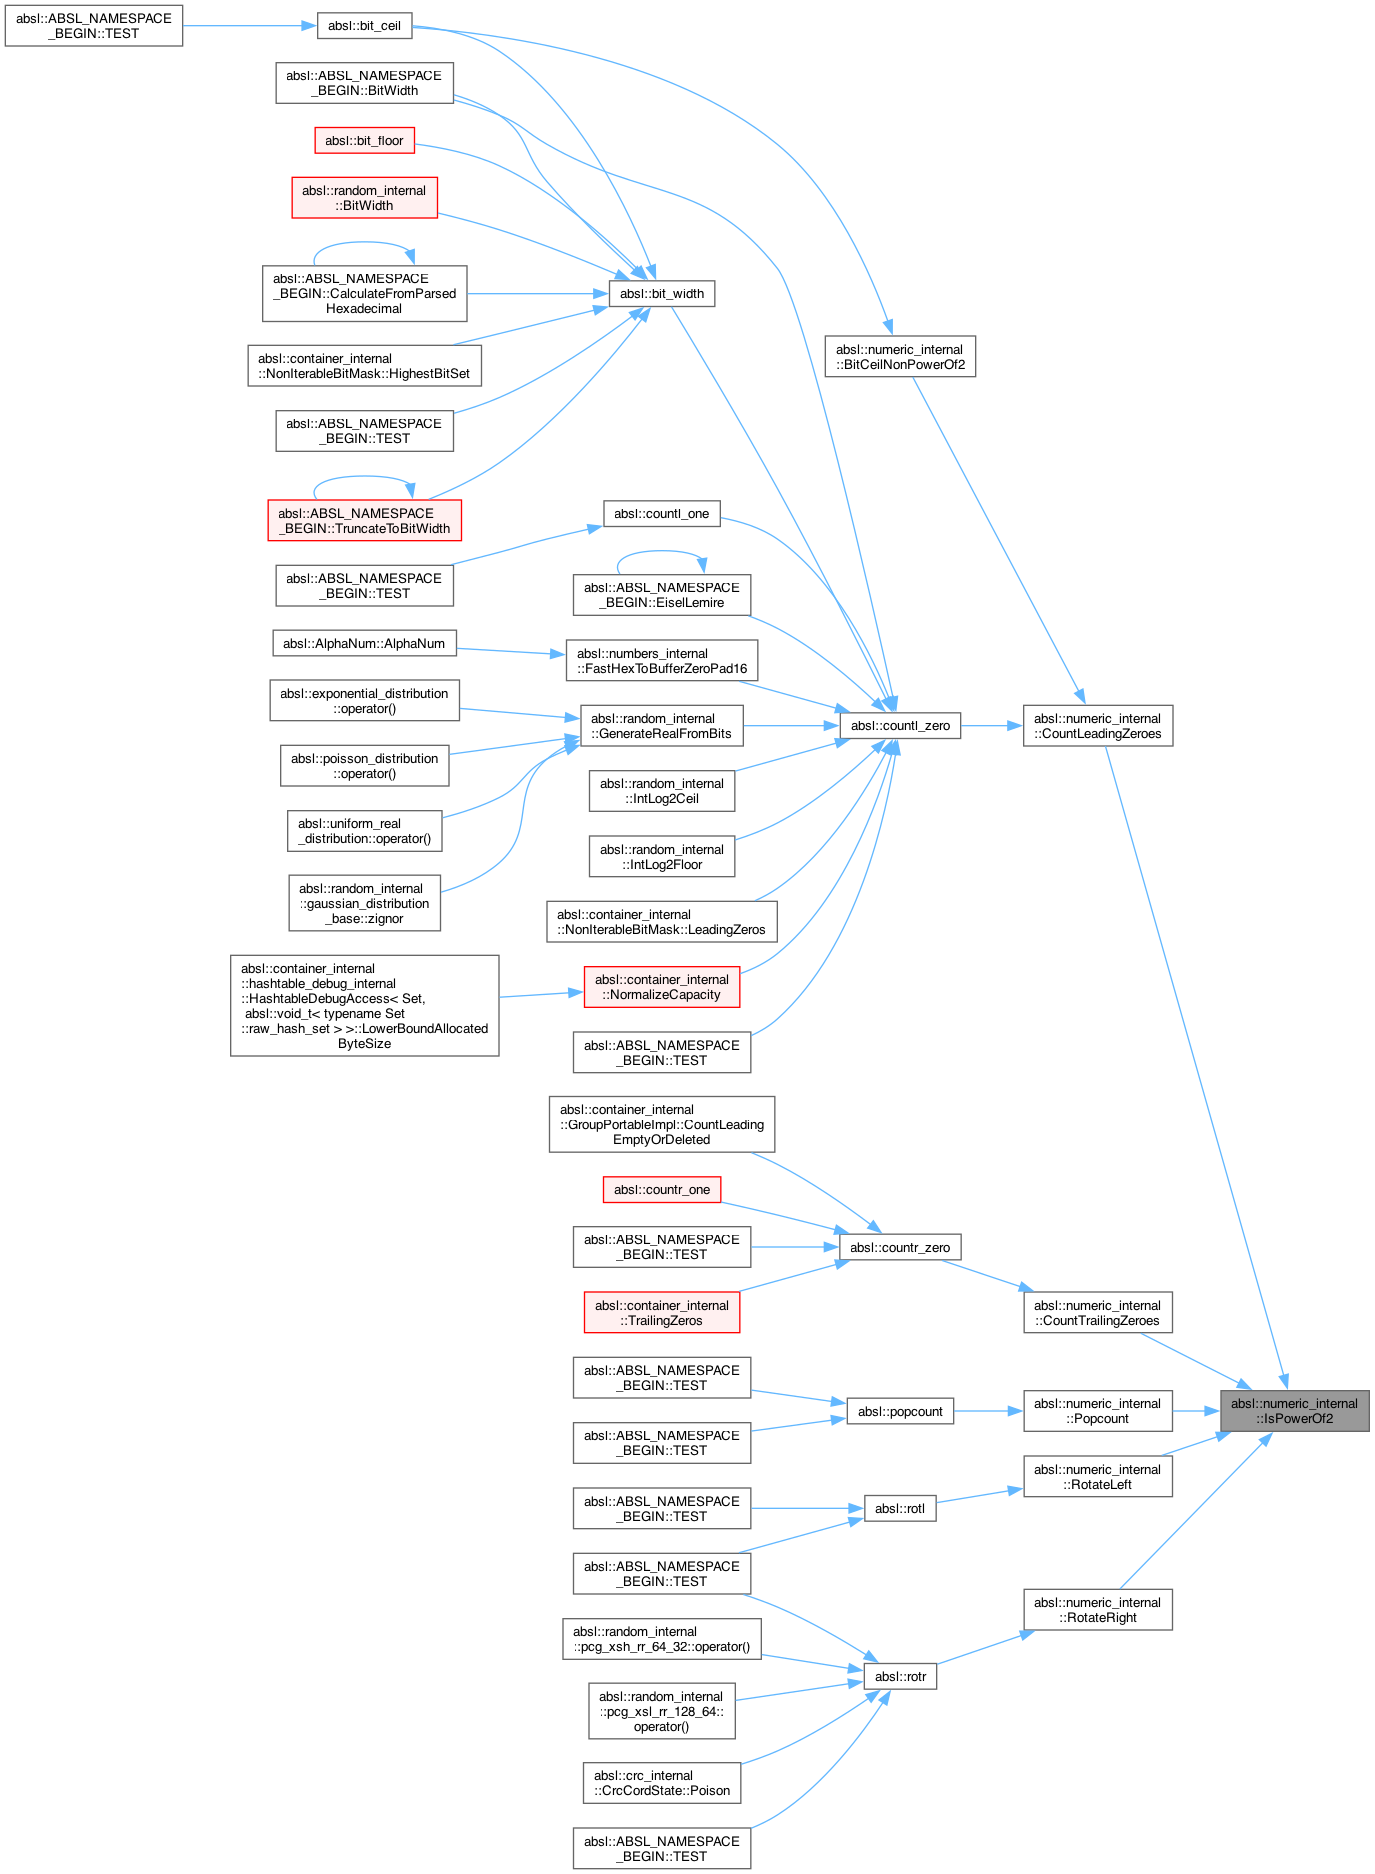 absl::ABSL_NAMESPACE
_BEGIN::TEST
absl::bit_ceil
absl::ABSL_NAMESPACE
_BEGIN::BitWidth
absl::bit_floor
absl::random_internal
::BitWidth
absl::ABSL_NAMESPACE
_BEGIN::CalculateFromParsed
Hexadecimal
absl::bit_width
absl::container_internal
::NonIterableBitMask::HighestBitSet
absl::numeric_internal
::BitCeilNonPowerOf2
absl::ABSL_NAMESPACE
_BEGIN::TEST
absl::ABSL_NAMESPACE
_BEGIN::TruncateToBitWidth
absl::countl_one
absl::ABSL_NAMESPACE
_BEGIN::TEST
absl::ABSL_NAMESPACE
_BEGIN::EiselLemire
absl::AlphaNum::AlphaNum
absl::numbers_internal
::FastHexToBufferZeroPad16
absl::exponential_distribution
::operator()
absl::random_internal
::GenerateRealFromBits
absl::countl_zero
absl::numeric_internal
::CountLeadingZeroes
absl::poisson_distribution
::operator()
absl::random_internal
::IntLog2Ceil
absl::uniform_real
_distribution::operator()
absl::random_internal
::IntLog2Floor
absl::random_internal
::gaussian_distribution
_base::zignor
absl::container_internal
::NonIterableBitMask::LeadingZeros
absl::container_internal
::hashtable_debug_internal
::HashtableDebugAccess< Set,
absl::void_t< typename Set
::raw_hash_set > >::LowerBoundAllocated
ByteSize
absl::container_internal
::NormalizeCapacity
absl::ABSL_NAMESPACE
_BEGIN::TEST
absl::container_internal
::GroupPortableImpl::CountLeading
EmptyOrDeleted
absl::countr_one
absl::ABSL_NAMESPACE
_BEGIN::TEST
absl::countr_zero
absl::container_internal
::TrailingZeros
absl::numeric_internal
::CountTrailingZeroes
absl::ABSL_NAMESPACE
_BEGIN::TEST
absl::popcount
absl::numeric_internal
::Popcount
absl::numeric_internal
::IsPowerOf2
absl::ABSL_NAMESPACE
_BEGIN::TEST
absl::numeric_internal
::RotateLeft
absl::ABSL_NAMESPACE
_BEGIN::TEST
absl::rotl
absl::ABSL_NAMESPACE
_BEGIN::TEST
absl::numeric_internal
::RotateRight
absl::random_internal
::pcg_xsh_rr_64_32::operator()
absl::rotr
absl::random_internal
::pcg_xsl_rr_128_64::
operator()
absl::crc_internal
::CrcCordState::Poison
absl::ABSL_NAMESPACE
_BEGIN::TEST